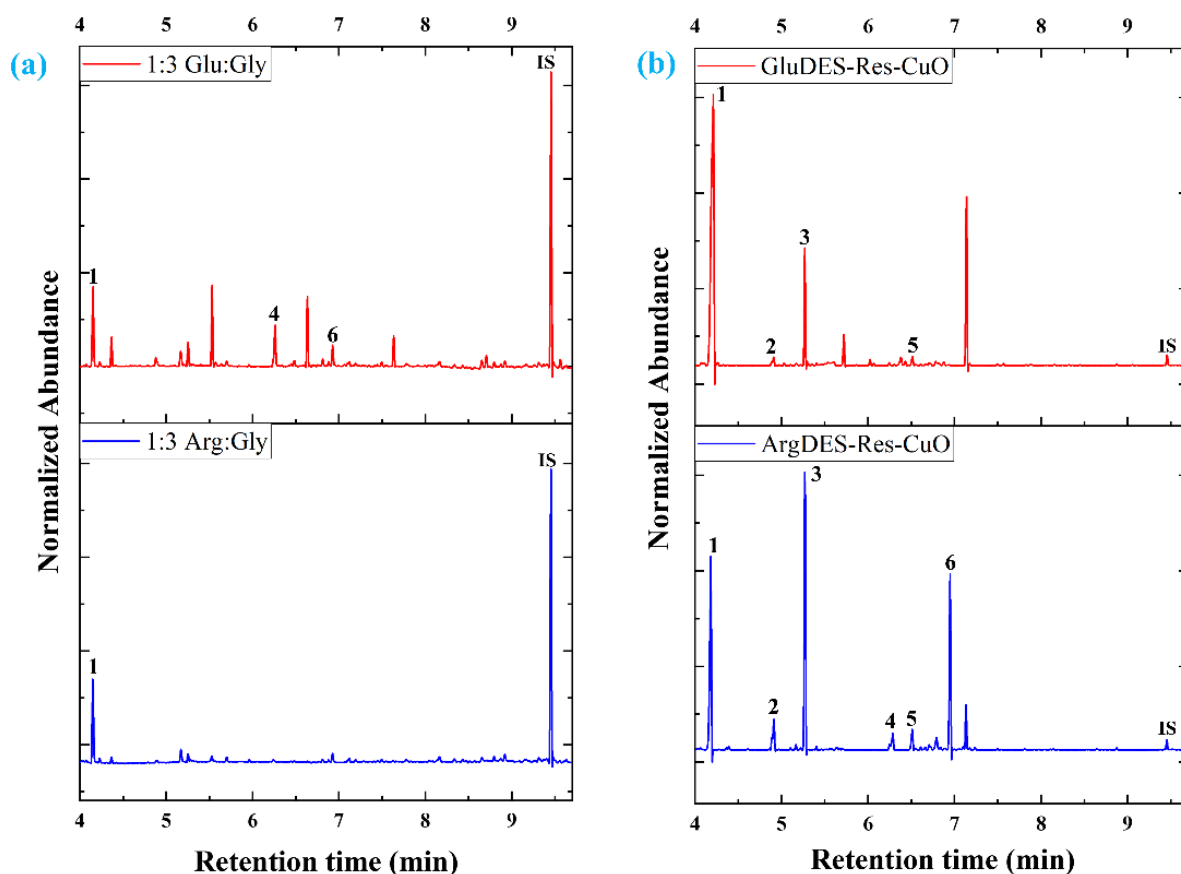 4 5 6 7 8 9
(a)
1:3 Glu:Gly
IS
1
4
6
1:3 Arg:Gly
IS
1
Normalized Abundance
4 5 6 7 8 9
Retention time (min)
4 5 6 7 8 9
(b)
GluDES-Res-CuO
1
3
2
5
IS
ArgDES-Res-CuO
3
1
6
2
4
5
IS
Normalized Abundance
4 5 6 7 8 9
Retention time (min)